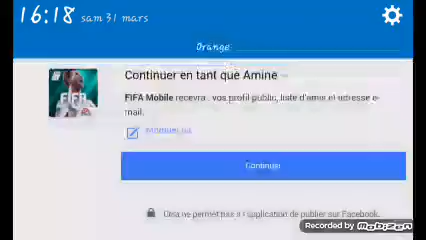 16:18 sam 31 mars
Orange
Continuer en tant que Amine
FIFA
FIFA Mobile recevra : vos profil public, liste d'amis et adresse e-
mail.
Continuer
Cela ne permet pas à l'application de publier sur Facebook.
Recorded by Mobizen